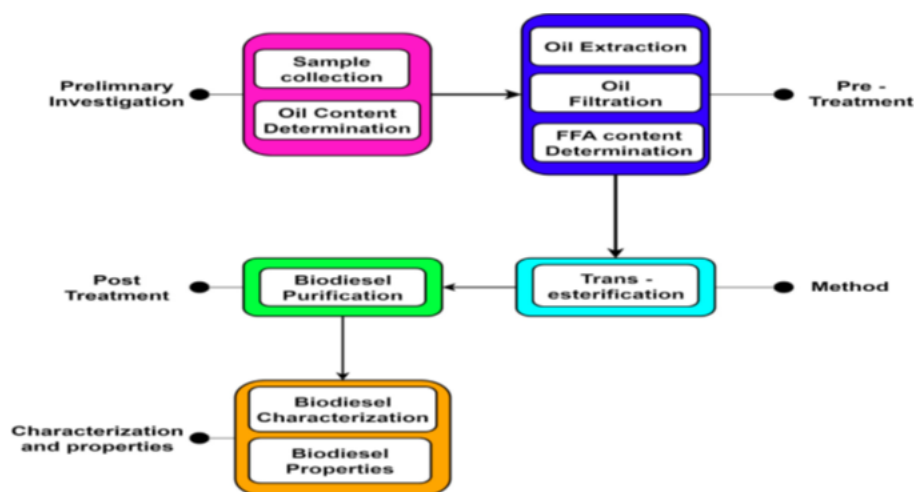 Prelimnary
Investigation
Sample
collection
Oil Content
Determination
Oil Extraction
Oil
Filtration
FFA content
Determination
Pre -
Treatment
Post
Treatment
Biodiesel
Purification
Trans -
esterification
Method
Characterization
and properties
Biodiesel
Characterization
Biodiesel
Properties